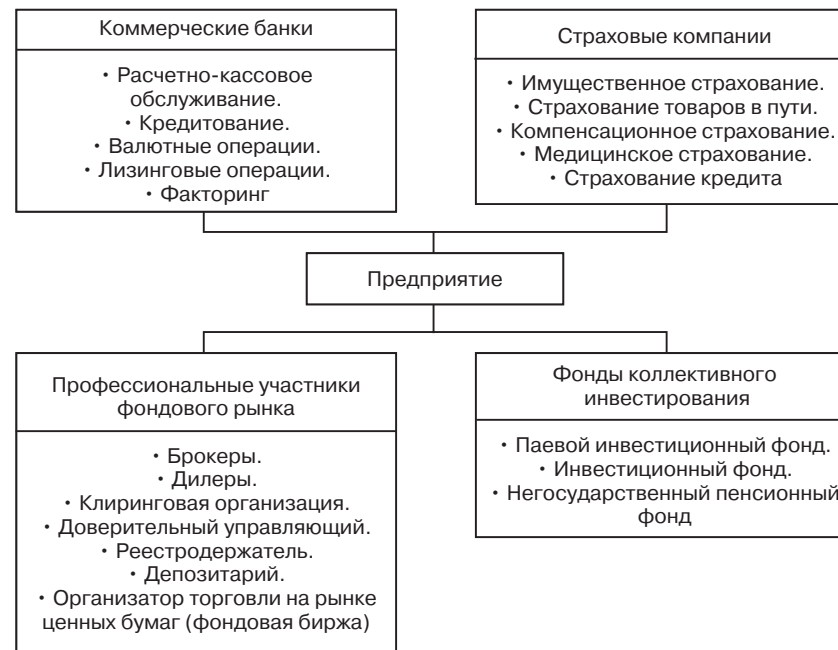 Коммерческие банки
• Расчетно-кассовое
обслуживание.
• Кредитование.
• Валютные операции.
• Лизинговые операции.
• Факторинг
Страховые компании
• Имущественное страхование.
• Страхование товаров в пути.
• Компенсационное страхование.
• Медицинское страхование.
• Страхование кредита
Предприятие
Профессиональные участники
фондового рынка
• Брокеры.
• Дилеры.
• Клиринговая организация.
• Доверительный управляющий.
• Реестродержатель.
• Депозитарий.
• Организатор торговли на рынке
ценных бумаг (фондовая биржа)
Фонды коллективного
инвестирования
• Паевой инвестиционный фонд.
• Инвестиционный фонд.
• Негосударственный пенсионный
фонд